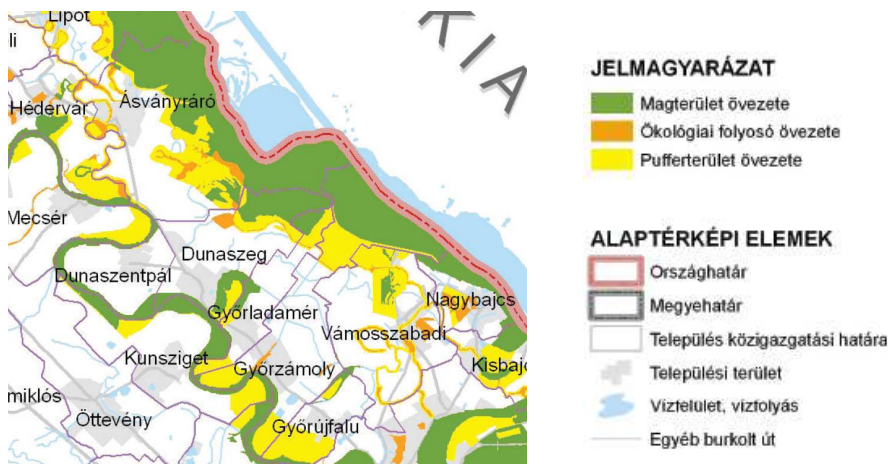 Lipót
li
KIA
Hédervár
Ásványráró
Mecsér
Dunaszeg
Dunaszentpál
Nagybajcs
Győrladamér
Vámosszabadi
Kunsziget
Győrzámoly
Kisbajc
miklós
Öttevény
Győrújfalu
JELMAGYARÁZAT
Magterület övezete
Ökológiai folyosó övezete
Pufferterület övezete
ALAPTÉRKÉPI ELEMEK
Országhatár
Megyehatár
Település közigazgatási határa
Települési terület
Vízfelület, vízfolyás
Egyéb burkolt út